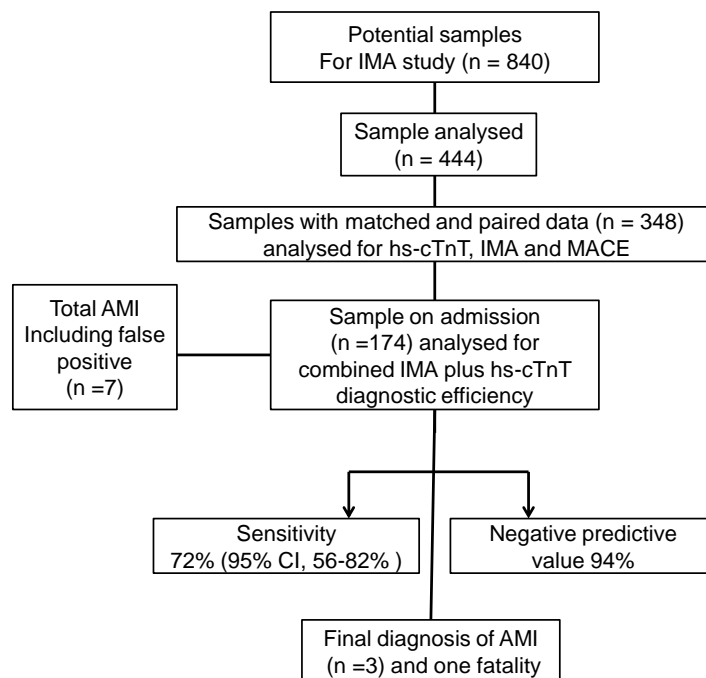 Potential samples
For IMA study (n = 840)
Sample analysed
(n = 444)
Samples with matched and paired data (n = 348)
analysed for hs-cTnT, IMA and MACE
Total AMI
Including false
positive
(n =7)
Sample on admission
(n =174) analysed for
combined IMA plus hs-cTnT
diagnostic efficiency
Sensitivity
72% (95% CI, 56-82% )
Negative predictive
value 94%
Final diagnosis of AMI
(n =3) and one fatality